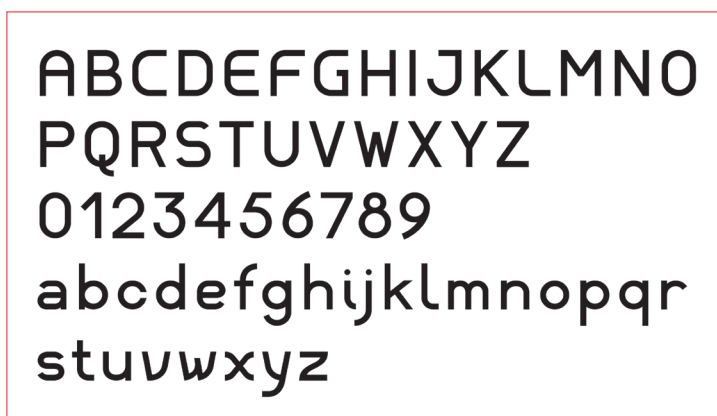 ABCDEFGHIJKLMNO
PQRSTUVWXYZ
0123456789
abcdefghijklmnopqr
stuvwxyz